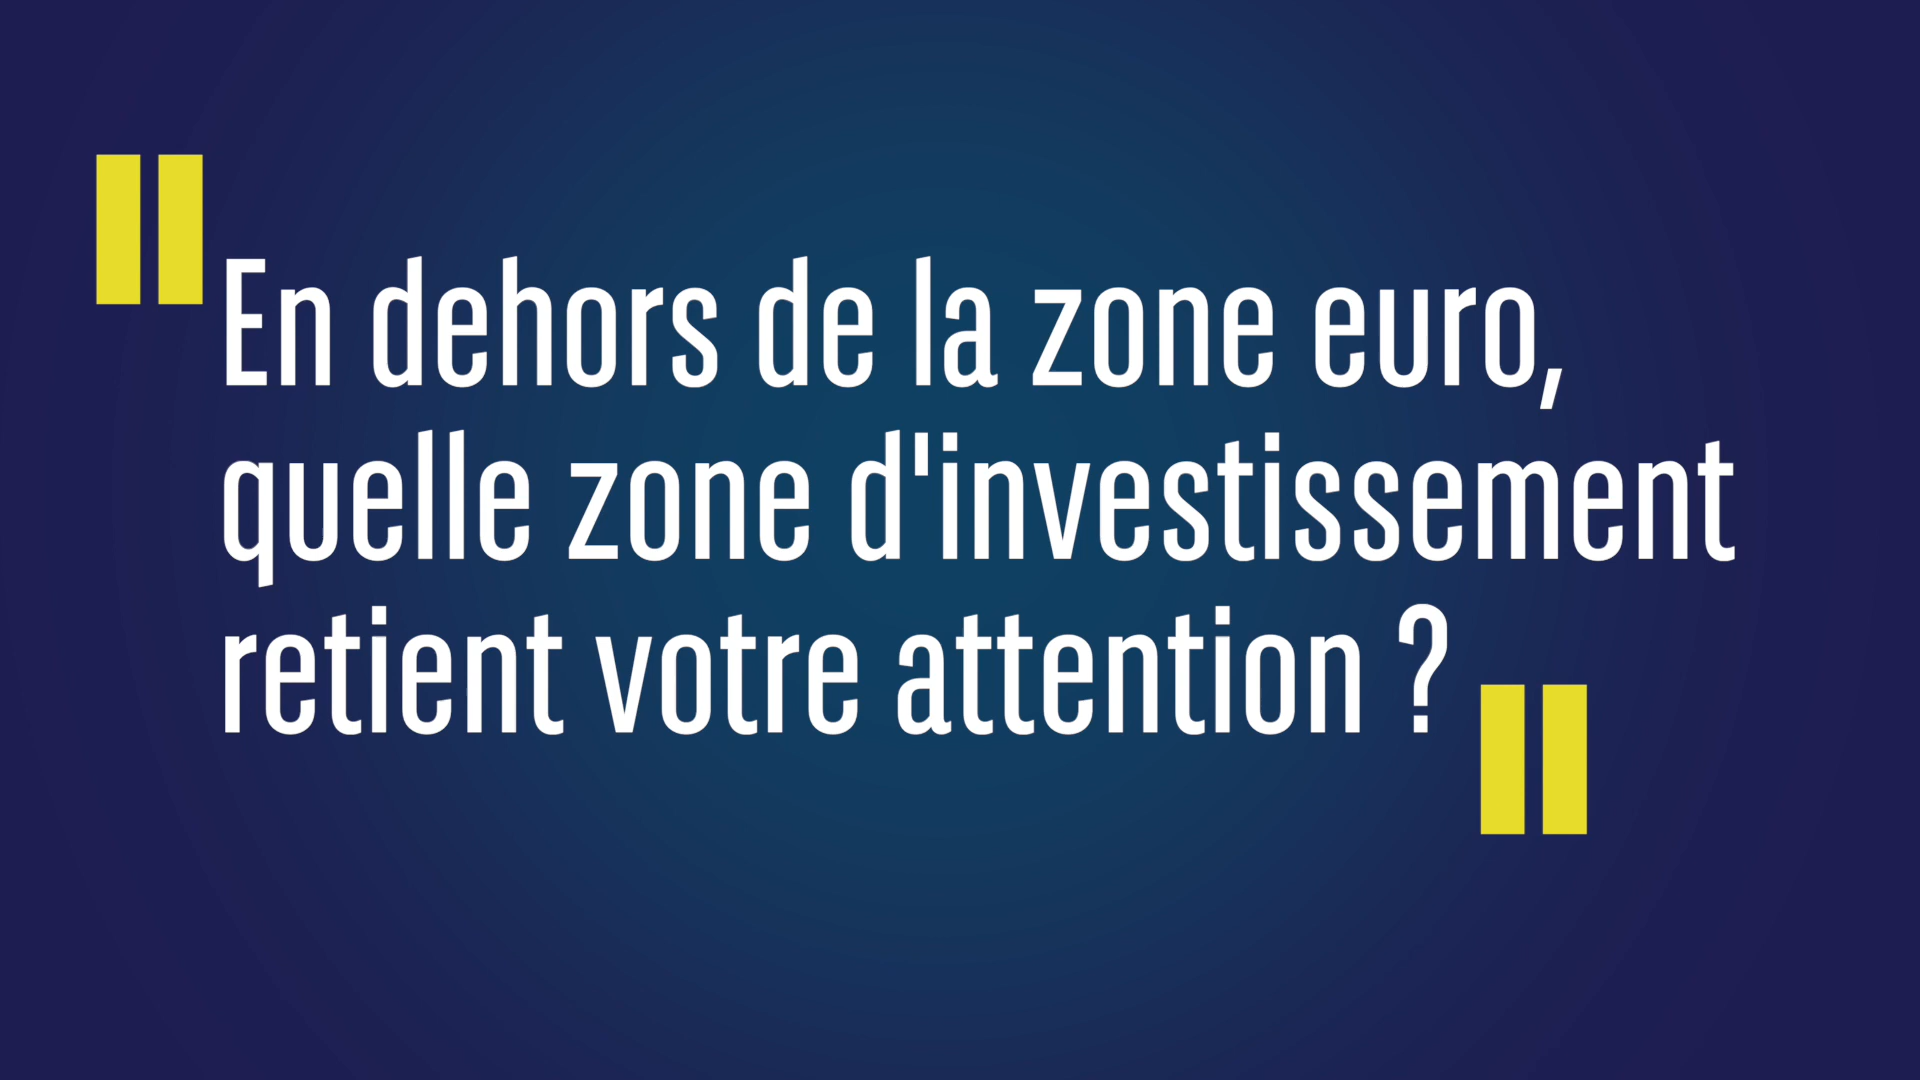 "En dehors de la zone euro,
quelle zone d'investissement
retient votre attention ?"